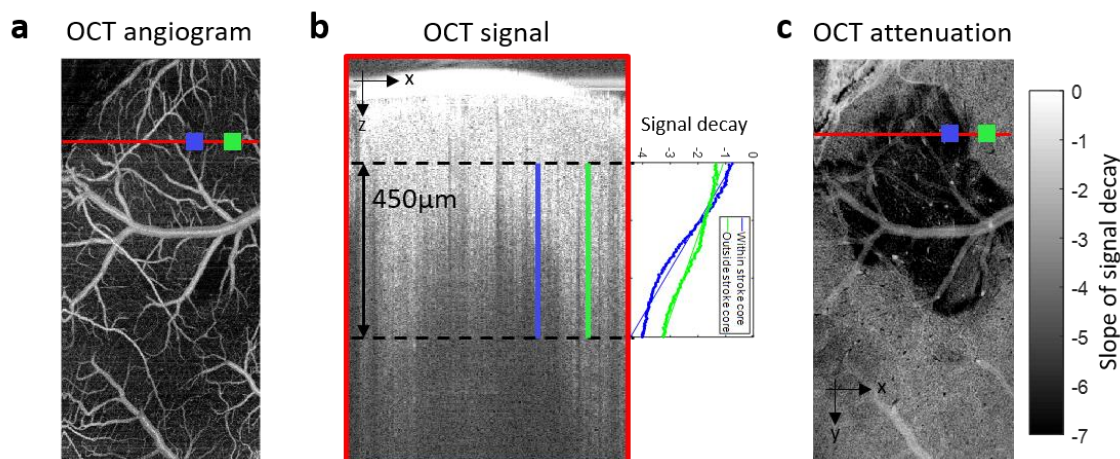 a
OCT angiogram
b
OCT signal
x
z
450μm
Signal decay
-4 -3 -2 -1 0
Within stroke core
Outside stroke core
c
OCT attenuation
x
y
0
-1
-2
-3
-4
-5
-6
-7
Slope of signal decay